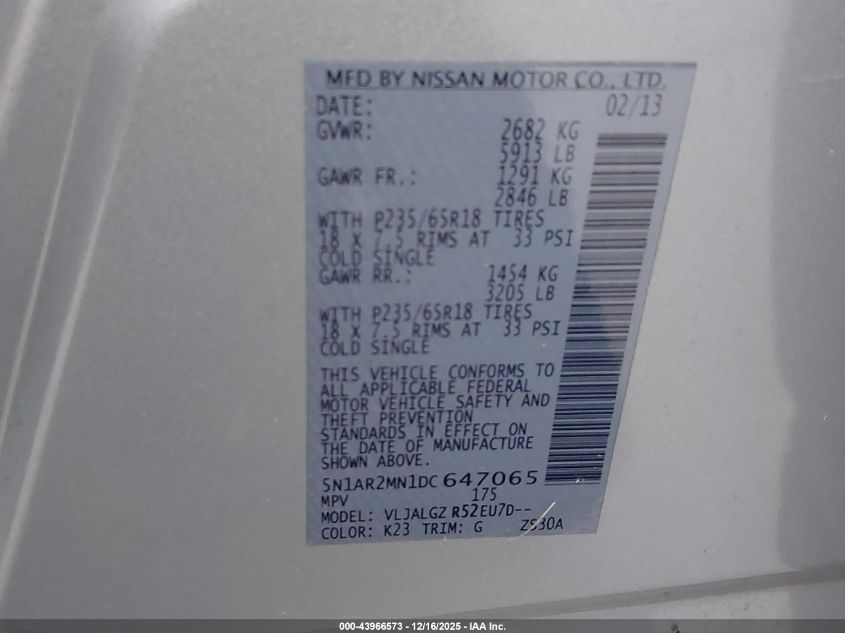 MFD BY NISSAN MOTOR CO., LTD.
DATE: 02/13
GVWR: 2682 KG
5913 LB
GAWR FR.: 1291 KG
2846 LB
WITH P235/65R18 TIRES
18 X 7.5 RIMS AT 33 PSI
COLD SINGLE
GAWR RR.: 1454 KG
3205 LB
WITH P235/65R18 TIRES
18 X 7.5 RIMS AT 33 PSI
COLD SINGLE
THIS VEHICLE CONFORMS TO
ALL APPLICABLE FEDERAL
MOTOR VEHICLE SAFETY AND
THEFT PREVENTION
STANDARDS IN EFFECT ON
THE DATE OF MANUFACTURE
SHOWN ABOVE.
5N1AR2MN1DC647065
MPV 175
MODEL: VLJALGZ R52EU7D--
COLOR: K23 TRIM: G
000-43966573 - 12/16/2025 - IAA Inc.